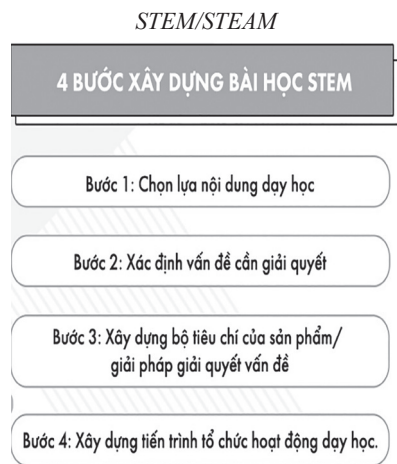 STEM/STEAM
4 BƯỚC XÂY DỰNG BÀI HỌC STEM
Bước 1: Chọn lựa nội dung dạy học
Bước 2: Xác định vấn đề cần giải quyết
Bước 3: Xây dựng bộ tiêu chí của sản phẩm/
giải pháp giải quyết vấn đề
Bước 4: Xây dựng tiến trình tổ chức hoạt động dạy học.